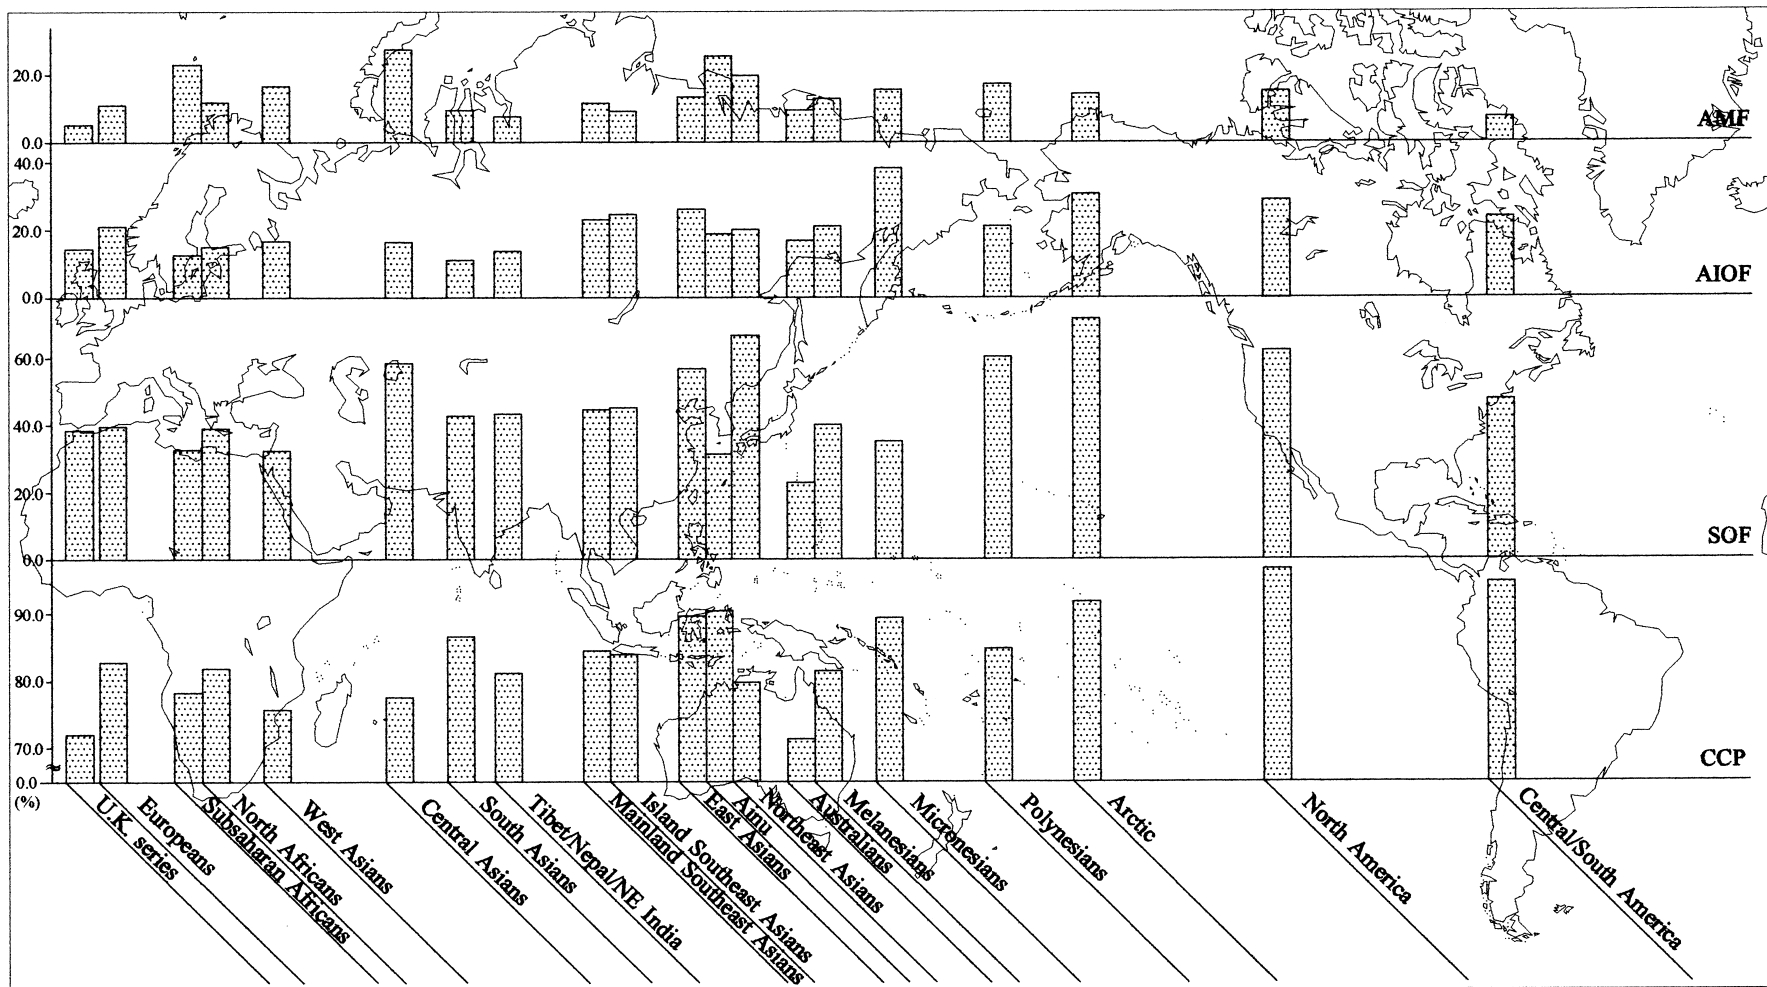 20.0
0.0
AMF
40.0
20.0
0.0
AIOF
60.0
40.0
20.0
0.0
SOF
90.0
80.0
70.0
0.0
(%)
CCP
U.K. series
Europeans
Subsaharan Africans
North Africans
West Asians
Central Asians
South Asians
Tibet/Nepal/NE India
Mainland Southeast Asians
Island Southeast Asians
East Asians
Ainu
Northeast Asians
Australians
Melanesians
Micronesians
Polynesians
Arctic
North America
Central/South America